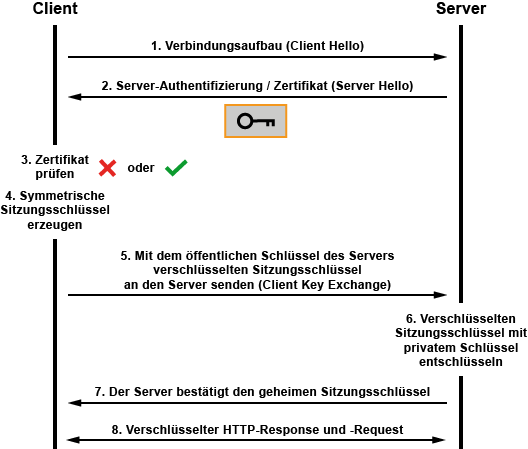 Client
Server
1. Verbindungsaufbau (Client Hello)
2. Server-Authentifizierung / Zertifikat (Server Hello)
3. Zertifikat
prüfen
oder
4. Symmetrische
Sitzungsschlüssel
erzeugen
5. Mit dem öffentlichen Schlüssel des Servers
verschlüsselten Sitzungsschlüssel
an den Server senden (Client Key Exchange)
6. Verschlüsselten
Sitzungsschlüssel mit
privatem Schlüssel
entschlüsseln
7. Der Server bestätigt den geheimen Sitzungsschlüssel
8. Verschlüsselter HTTP-Response und -Request